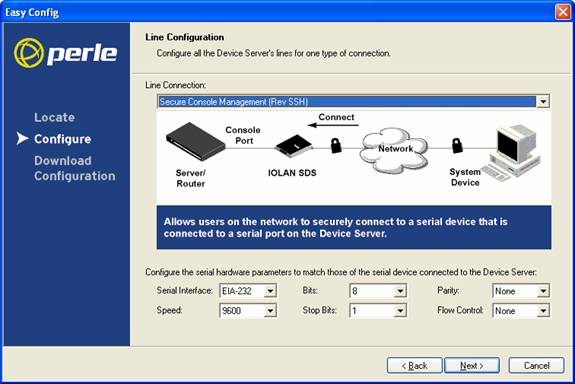 Easy Config
perle
Locate
Configure
Download
Configuration
Line Configuration
Configure all the Device Server's lines for one type of connection.
Line Connection:
Secure Console Management (Rev SSH)
Connect
Console
Port
Network
Server/
Router
IOLAN SDS
System
Device
Allows users on the network to securely connect to a serial device that is
connected to a serial port on the Device Server.
Configure the serial hardware parameters to match those of the serial device connected to the Device Server:
Serial Interface: EIA-232 Bits: 8 Parity: None
Speed: 9600 Stop Bits: 1 Flow Control: None
< Back Next > Cancel